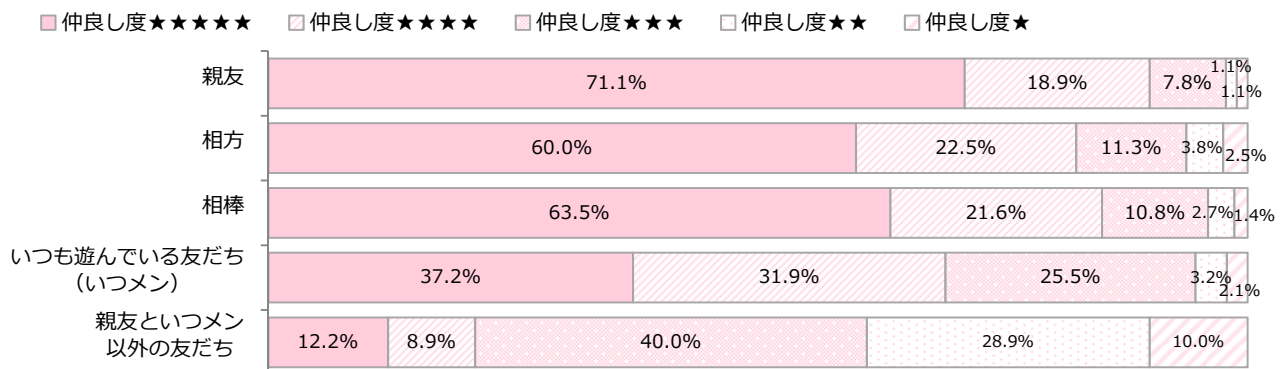 仲良し度★★★★★ 仲良し度★★★★ 仲良し度★★★ 仲良し度★★ 仲良し度★
親友 71.1% 18.9% 7.8% 1.1% 1.1%
相方 60.0% 22.5% 11.3% 3.8% 2.5%
相棒 63.5% 21.6% 10.8% 2.7% 1.4%
いつも遊んでいる友だち
（いつメン） 37.2% 31.9% 25.5% 3.2% 2.1%
親友といつメン
以外の友だち 12.2% 8.9% 40.0% 28.9% 10.0%